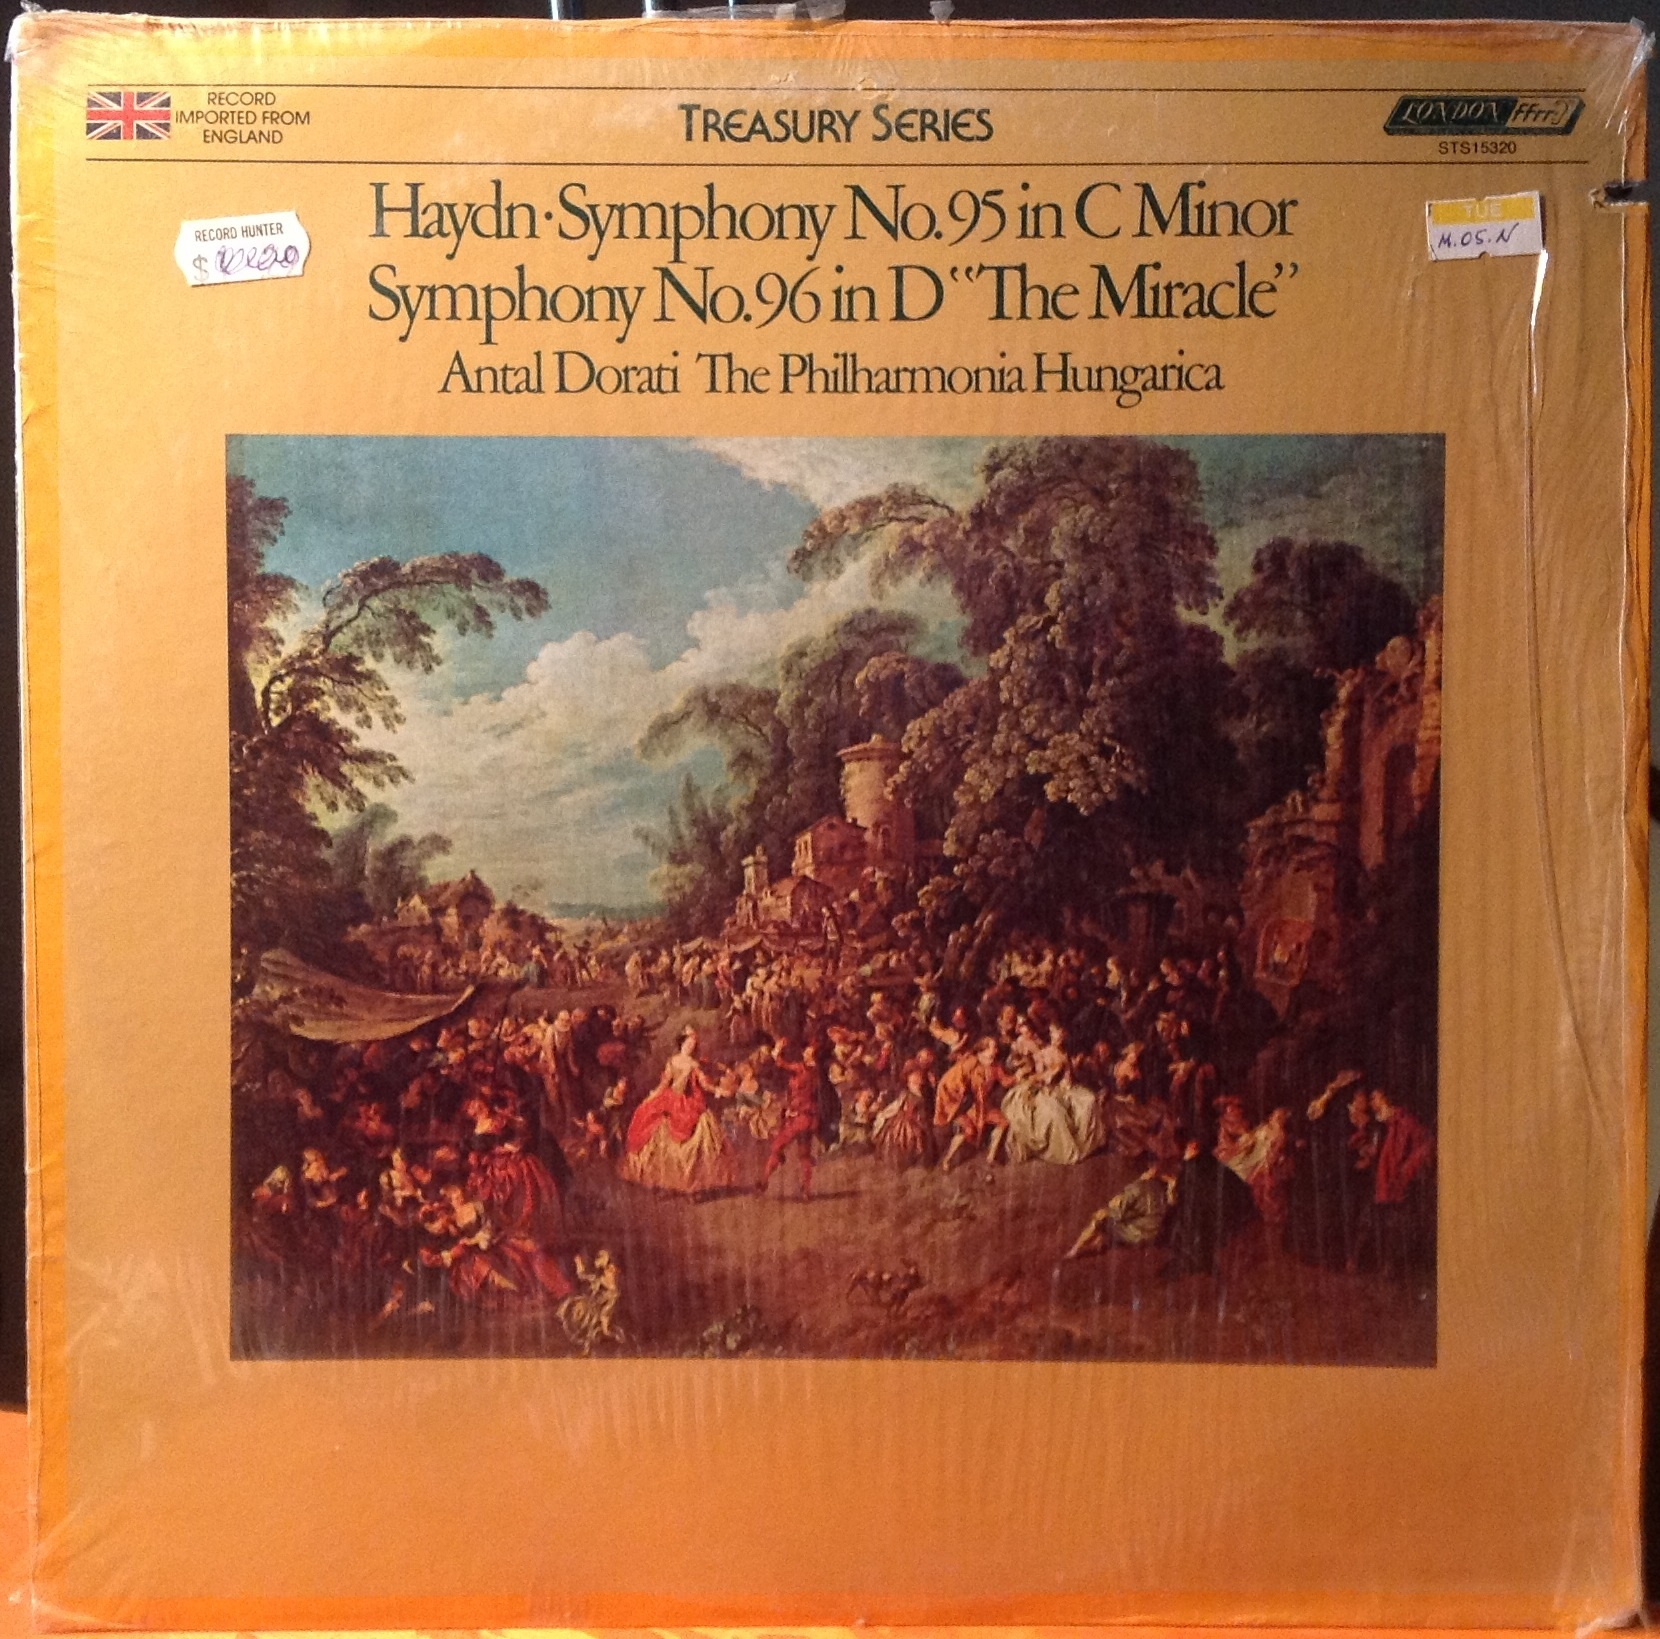 RECORD
IMPORTED FROM
ENGLAND
TREASURY SERIES
LONDON ffrr
STS15320
Haydn·Symphony No.95 in C Minor
Symphony No.96 in D “The Miracle”
Antal Dorati The Philharmonia Hungarica
RECORD HUNTER
$
TUE
M.05.N